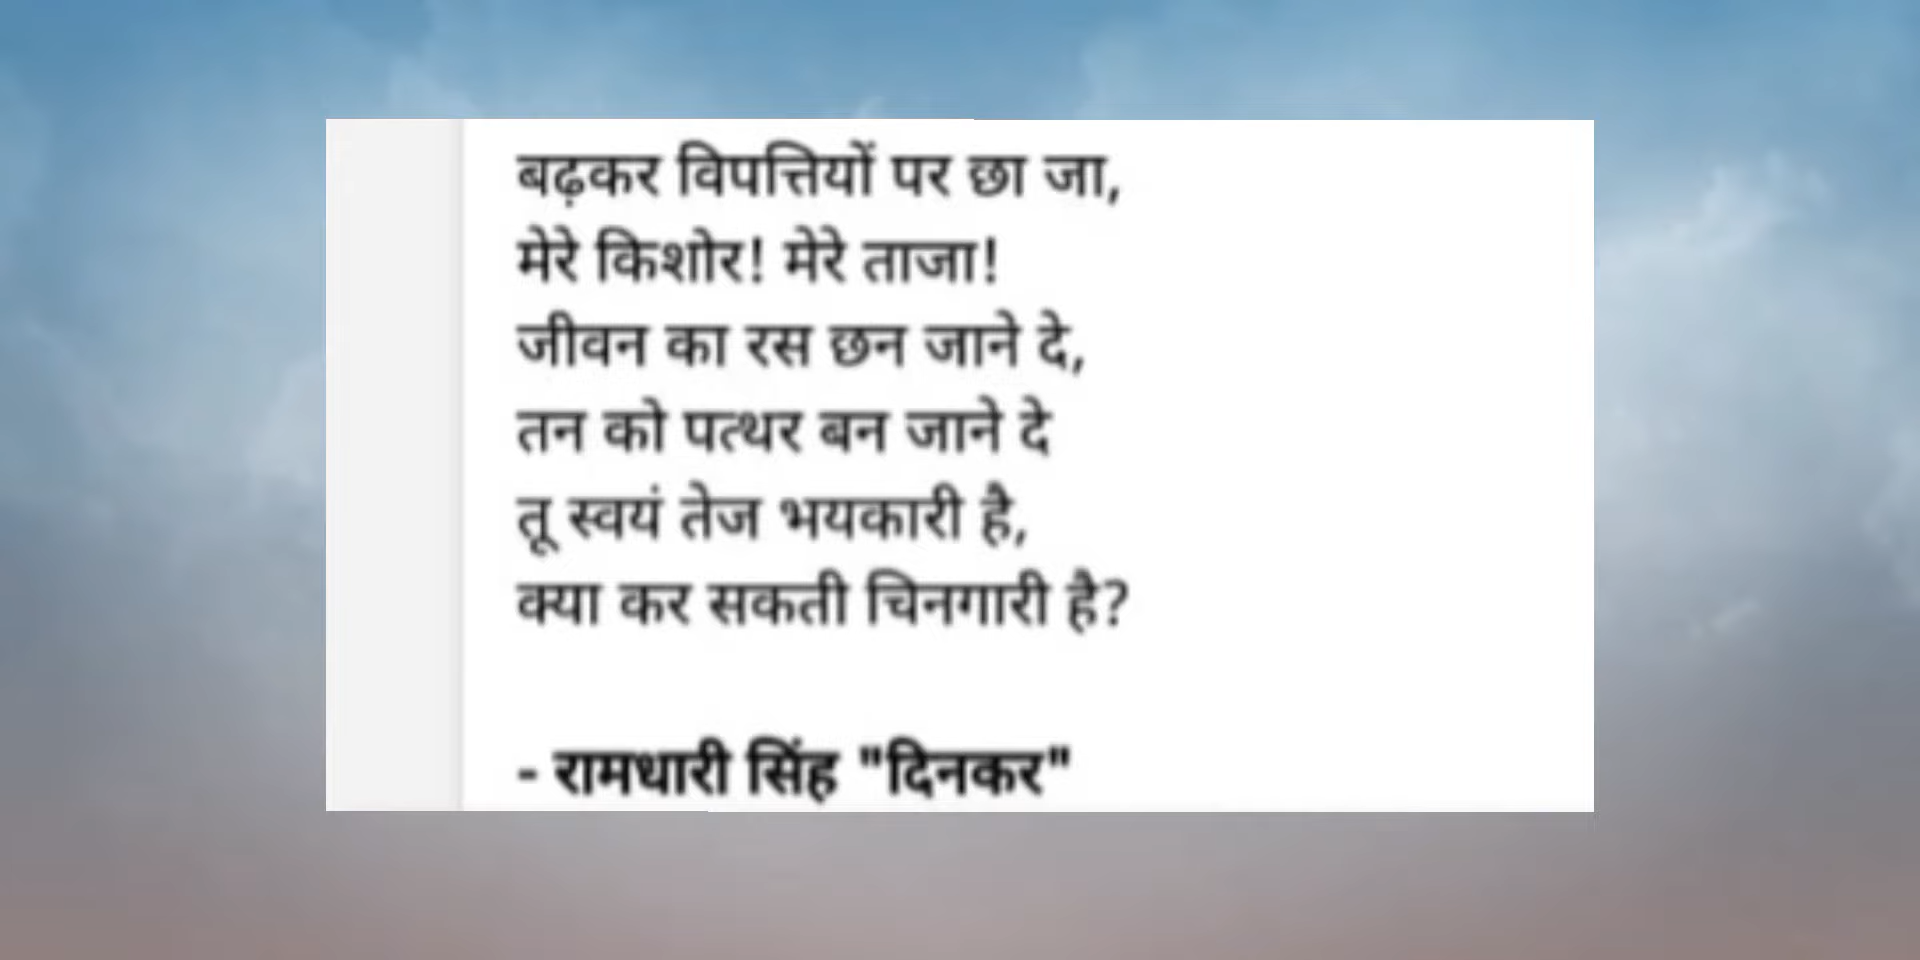 बढ़कर विपत्तियों पर छा जा,
मेरे किशोर! मेरे ताजा!
जीवन का रस छन जाने दे,
तन को पत्थर बन जाने दे
तू स्वयं तेज भयकारी है,
क्या कर सकती चिनगारी है?
- रामधारी सिंह "दिनकर"